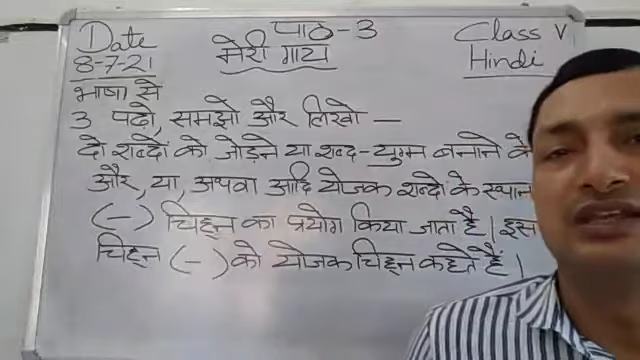 Date पाठ-3 Class V
8-7-21 मेरी गाय Hindi
भाषा से
3 पढ़ो, समझो और लिखो —
दो शब्दों को जोड़ने या शब्द-युग्म बनाने के
और, या, अथवा आदि योजक शब्दों के स्थान
(-) चिह्न का प्रयोग किया जाता है। इस
चिह्न (-) को योजक चिह्न कहते हैं।